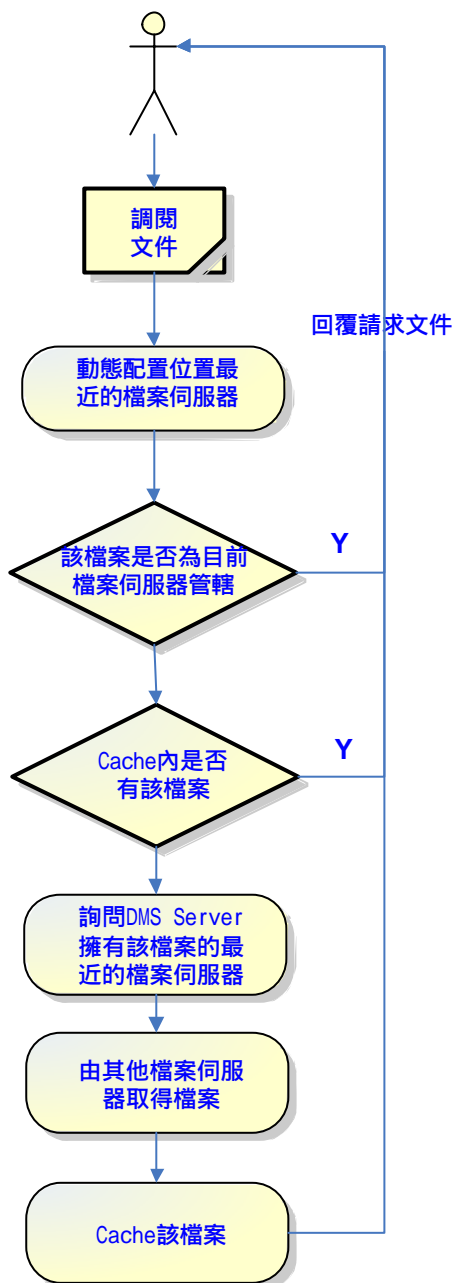 調閱
文件
回覆請求文件
動態配置位置最
近的檔案伺服器
該檔案是否為目前
檔案伺服器管轄
Y
Cache內是否
有該檔案
Y
詢問DMS Server
擁有該檔案的最
近的檔案伺服器
由其他檔案伺服
器取得檔案
Cache該檔案